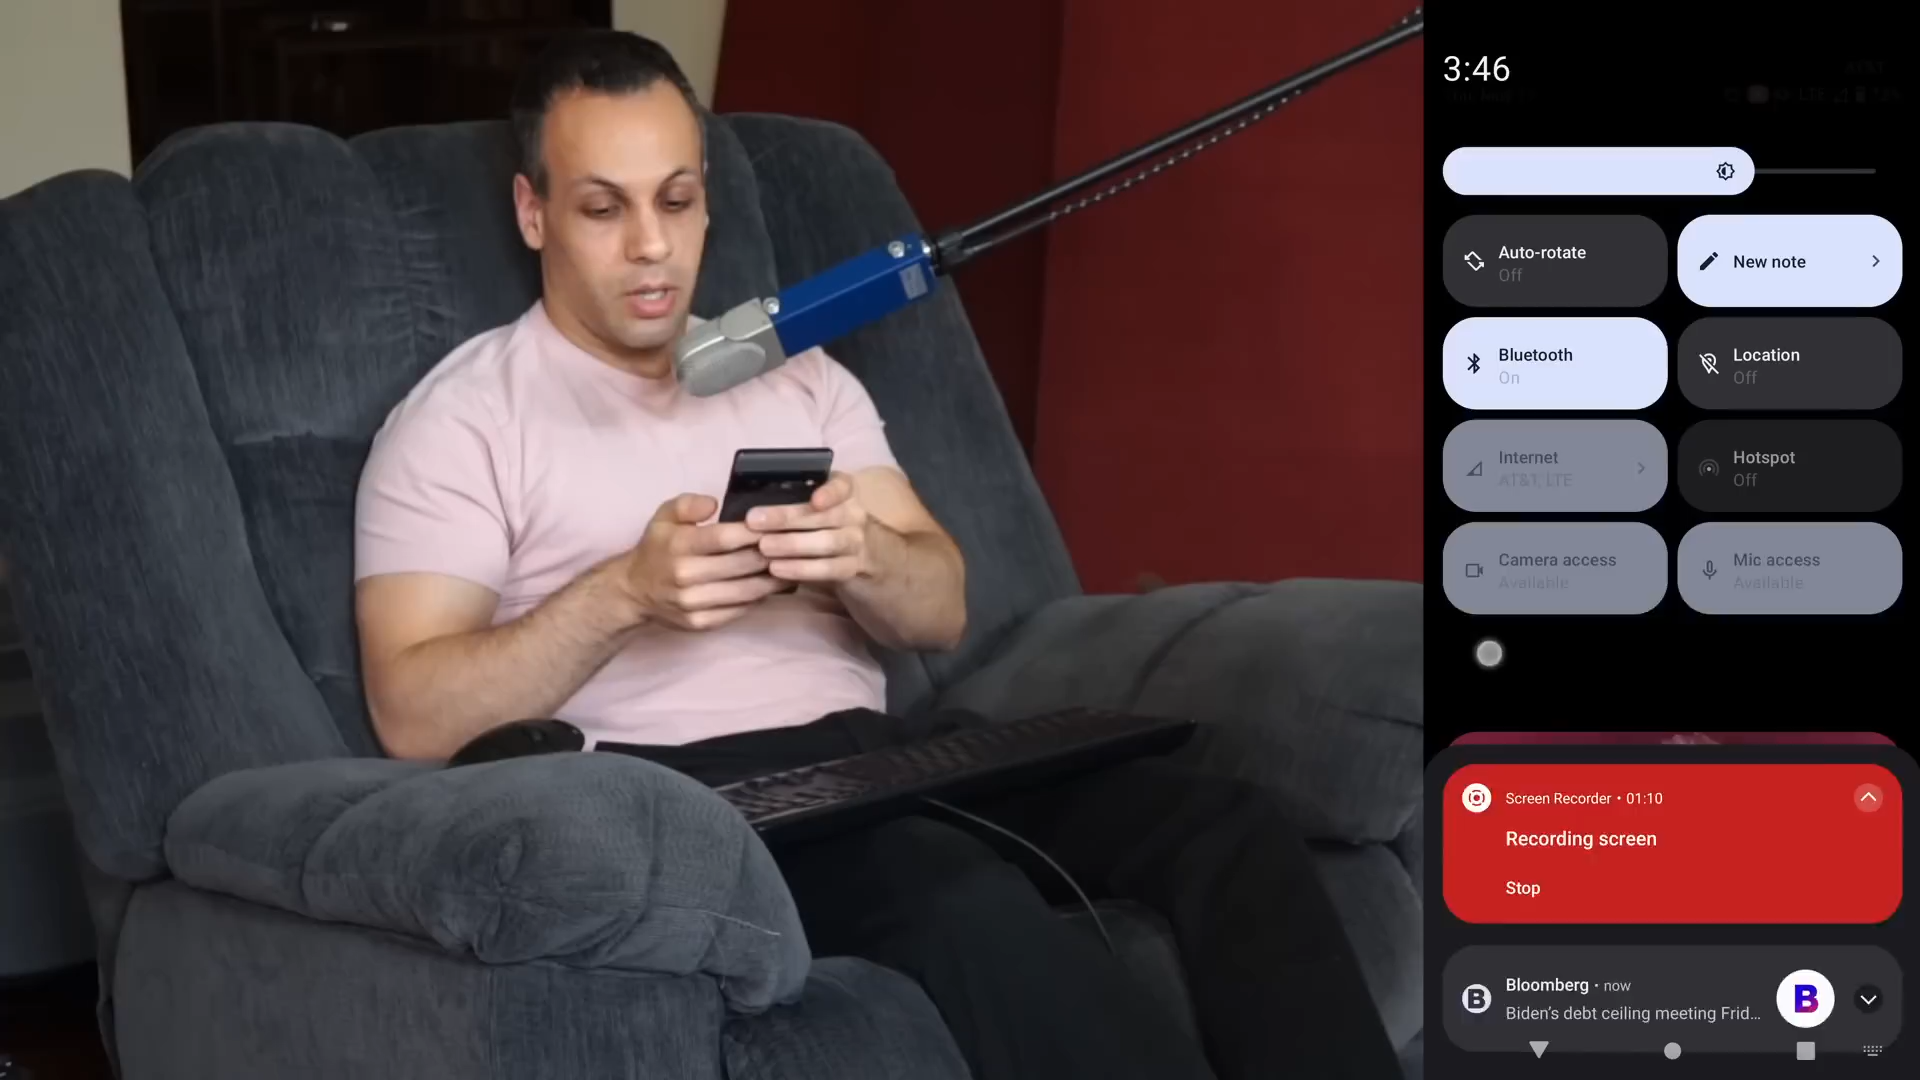 3:46
Auto-rotate
Off
New note
Bluetooth
On
Location
Off
Internet
AT&T, LTE
Hotspot
Off
Camera access
Available
Mic access
Available
Screen Recorder • 01:10
Recording screen
Stop
Bloomberg • now
Biden's debt ceiling meeting Frid...
B
B